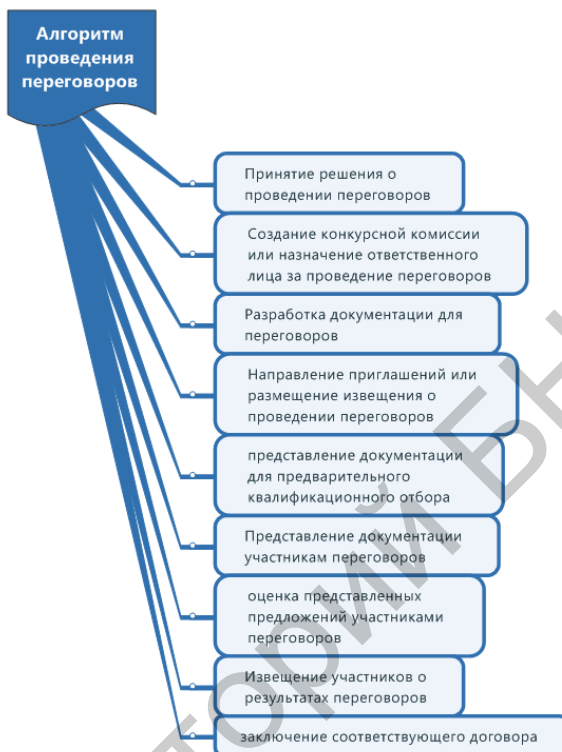 Алгоритм
проведения
переговоров
Принятие решения о
проведении переговоров
Создание конкурсной комиссии
или назначение ответственного
лица за проведение переговоров
Разработка документации для
переговоров
Направление приглашений или
размещение извещения о
проведении переговоров
представление документации
для предварительного
квалификационного отбора
Представление документации
участникам переговоров
оценка представленных
предложений участниками
переговоров
Извещение участников о
результатах переговоров
заключение соответствующего договора